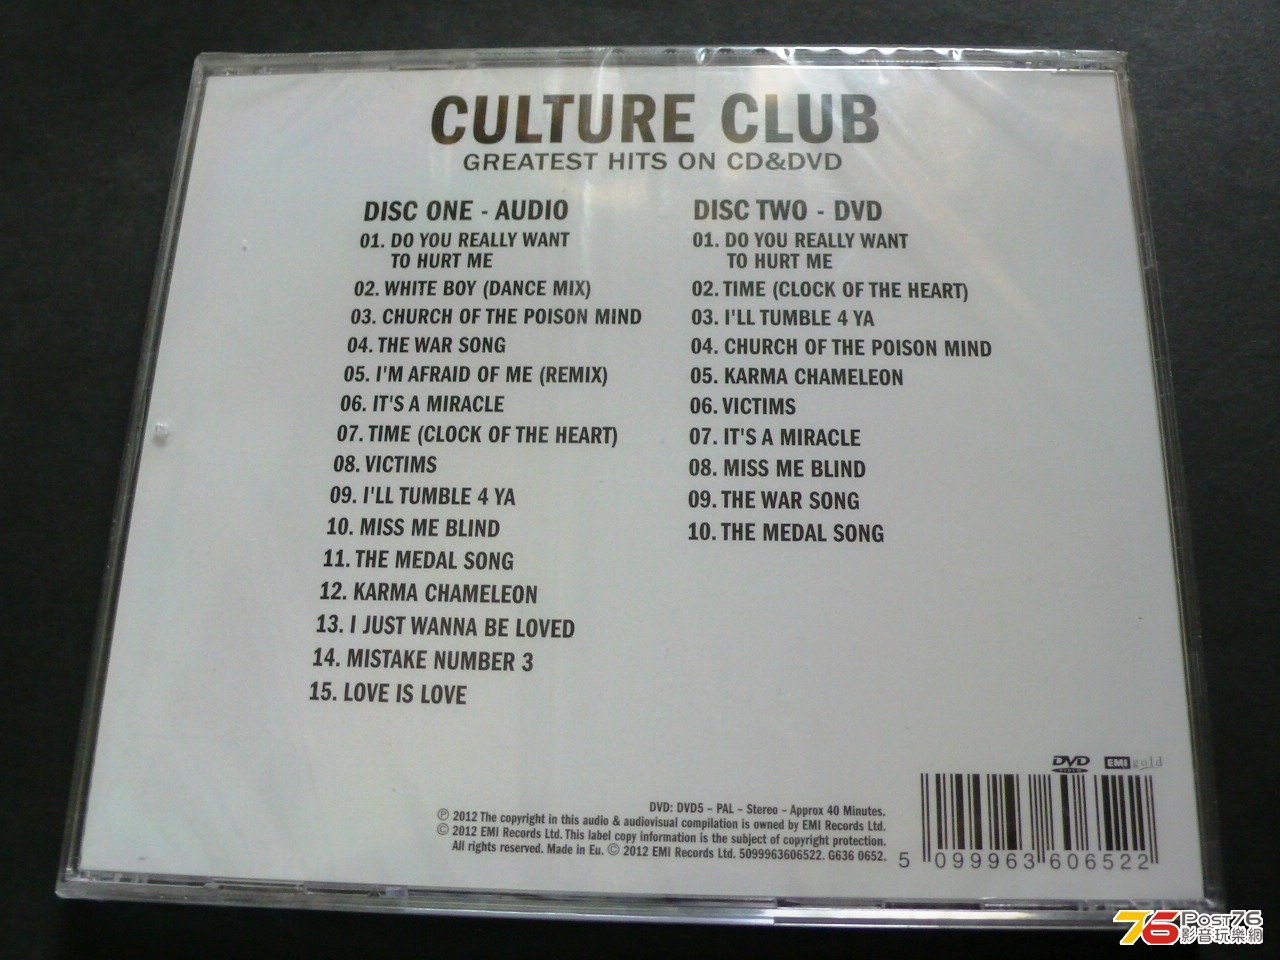 CULTURE CLUB
GREATEST HITS ON CD&DVD
DISC ONE - AUDIO
01. DO YOU REALLY WANT
TO HURT ME
02. WHITE BOY (DANCE MIX)
03. CHURCH OF THE POISON MIND
04. THE WAR SONG
05. I'M AFRAID OF ME (REMIX)
06. IT'S A MIRACLE
07. TIME (CLOCK OF THE HEART)
08. VICTIMS
09. I'LL TUMBLE 4 YA
10. MISS ME BLIND
11. THE MEDAL SONG
12. KARMA CHAMELEON
13. I JUST WANNA BE LOVED
14. MISTAKE NUMBER 3
15. LOVE IS LOVE
DISC TWO - DVD
01. DO YOU REALLY WANT
TO HURT ME
02. TIME (CLOCK OF THE HEART)
03. I'LL TUMBLE 4 YA
04. CHURCH OF THE POISON MIND
05. KARMA CHAMELEON
06. VICTIMS
07. IT'S A MIRACLE
08. MISS ME BLIND
09. THE WAR SONG
10. THE MEDAL SONG
DVD VIDEO EMI gold
DVD: DVD5 – PAL – Stereo – Approx 40 Minutes.
℗ 2012 The copyright in this audio & audiovisual compilation is owned by EMI Records Ltd.
© 2012 EMI Records Ltd. This label copy information is the subject of copyright protection.
All rights reserved. Made in Eu. © 2012 EMI Records Ltd. 5099963606522. G636 0652.
5 099963 606522
76 Post76
影音玩樂網